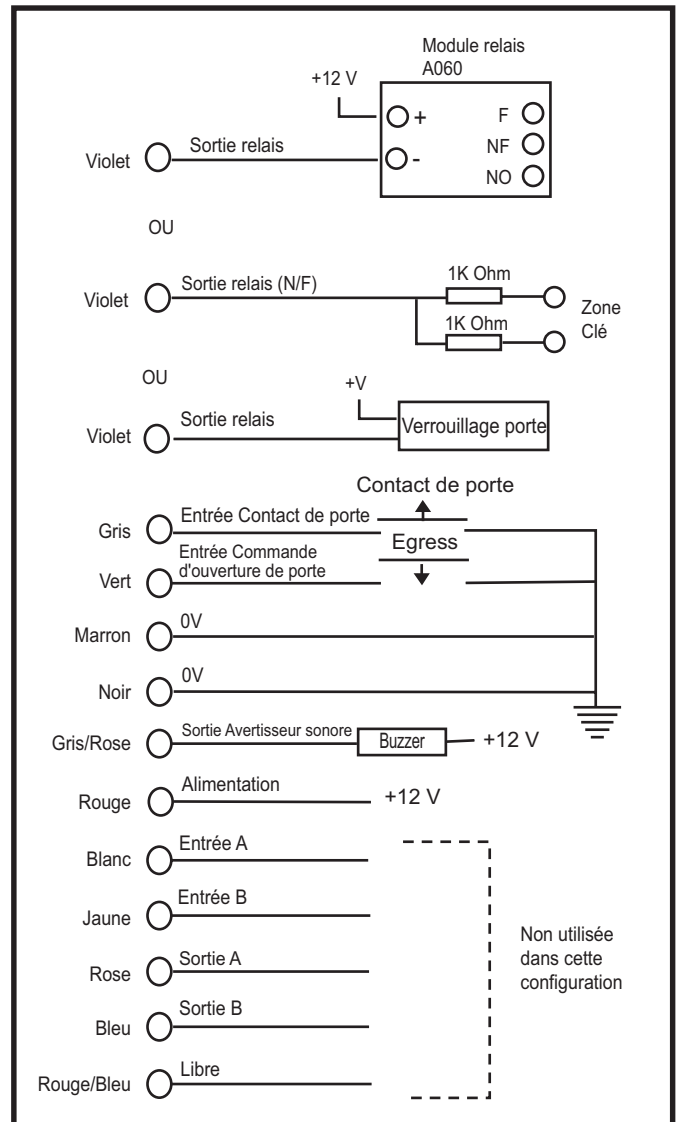 Module relais
A060
+12 V
+
F
NF
Violet
Sortie relais
-
NO
OU
Violet
Sortie relais (N/F)
1K Ohm
1K Ohm
Zone
Clé
OU
+V
Violet
Sortie relais
Verrouillage porte
Contact de porte
Gris
Entrée Contact de porte
Egress
Vert
Entrée Commande
d'ouverture de porte
Marron
0V
Noir
0V
Gris/Rose
Sortie Avertisseur sonore
Buzzer
+12 V
Rouge
Alimentation
+12 V
Blanc
Entrée A
Jaune
Entrée B
Rose
Sortie A
Bleu
Sortie B
Rouge/Bleu
Libre
Non utilisée
dans cette
configuration